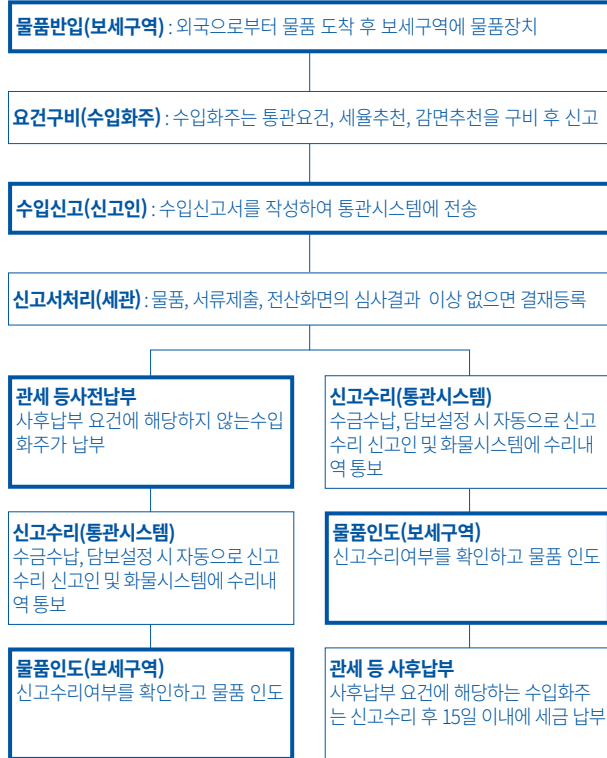 물품반입(보세구역) : 외국으로부터 물품 도착 후 보세구역에 물품장치
요건구비(수입화주) : 수입화주는 통관요건, 세율추천, 감면추천을 구비 후 신고
수입신고(신고인) : 수입신고서를 작성하여 통관시스템에 전송
신고서처리(세관) : 물품, 서류제출, 전산화면의 심사결과 이상 없으면 결재등록
관세 등사전납부
사후납부 요건에 해당하지 않는수입
화주가 납부
신고수리(통관시스템)
수금수납, 담보설정 시 자동으로 신고
수리 신고인 및 화물시스템에 수리내
역 통보
물품인도(보세구역)
신고수리여부를 확인하고 물품 인도
신고수리(통관시스템)
수금수납, 담보설정 시 자동으로 신고
수리 신고인 및 화물시스템에 수리내
역 통보
물품인도(보세구역)
신고수리여부를 확인하고 물품 인도
관세 등 사후납부
사후납부 요건에 해당하는 수입화주
는 신고수리 후 15일 이내에 세금 납부